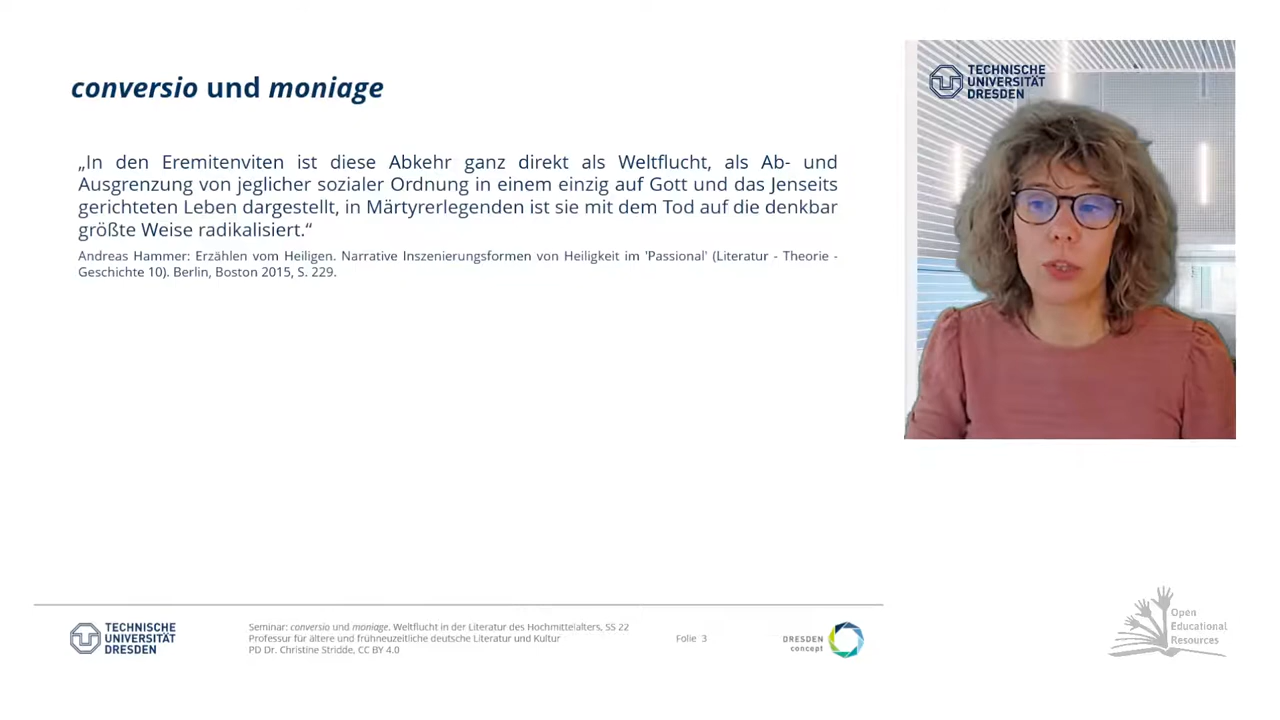 conversio und moniage
„In den Eremitenviten ist diese Abkehr ganz direkt als Weltflucht, als Ab- und
Ausgrenzung von jeglicher sozialer Ordnung in einem einzig auf Gott und das Jenseits
gerichteten Leben dargestellt, in Märtyrerlegenden ist sie mit dem Tod auf die denkbar
größte Weise radikalisiert.“
Andreas Hammer: Erzählen vom Heiligen. Narrative Inszenierungsformen von Heiligkeit im 'Passional' (Literatur - Theorie -
Geschichte 10). Berlin, Boston 2015, S. 229.
TECHNISCHE
UNIVERSITÄT
DRESDEN
TECHNISCHE
UNIVERSITÄT
DRESDEN
Seminar: conversio und moniage. Weltflucht in der Literatur des Hochmittelalters, SS 22
Professur für ältere und frühneuzeitliche deutsche Literatur und Kultur
PD Dr. Christine Stridde, CC BY 4.0
Folie 3
DRESDEN
concept
Open
Educational
Resources